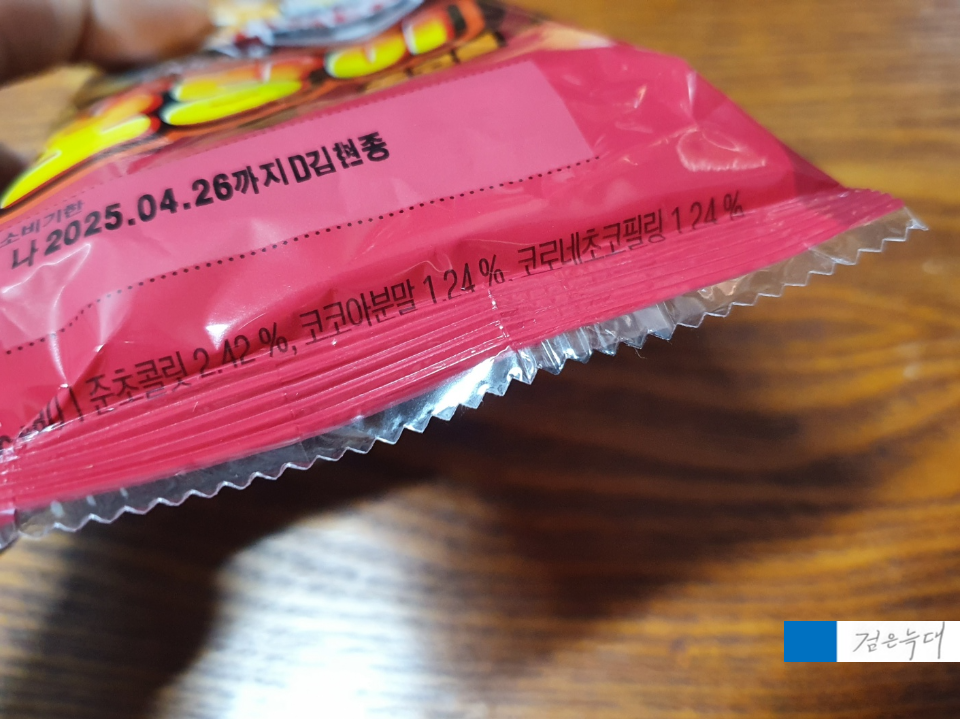 소비기한
나 2025.04.26까지 D김현종
준초콜릿 2.42 %, 코코아분말 1.24 %, 코로네초코필링 1.24 %
검은늑대